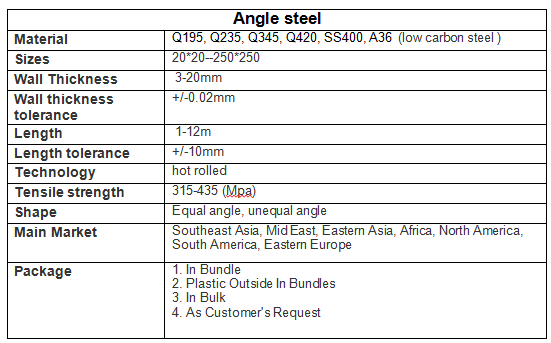 Angle steel
Material Q195, Q235, Q345, Q420, SS400, A36 (low carbon steel )
Sizes 20*20--250*250
Wall Thickness 3-20mm
Wall thickness +/-0.02mm
tolerance
Length 1-12m
Length tolerance +/-10mm
Technology hot rolled
Tensile strength 315-435 (Mpa)
Shape Equal angle, unequal angle
Main Market Southeast Asia, Mid East, Eastern Asia, Africa, North America,
South America, Eastern Europe
Package 1. In Bundle
2. Plastic Outside In Bundles
3. In Bulk
4. As Customer's Request